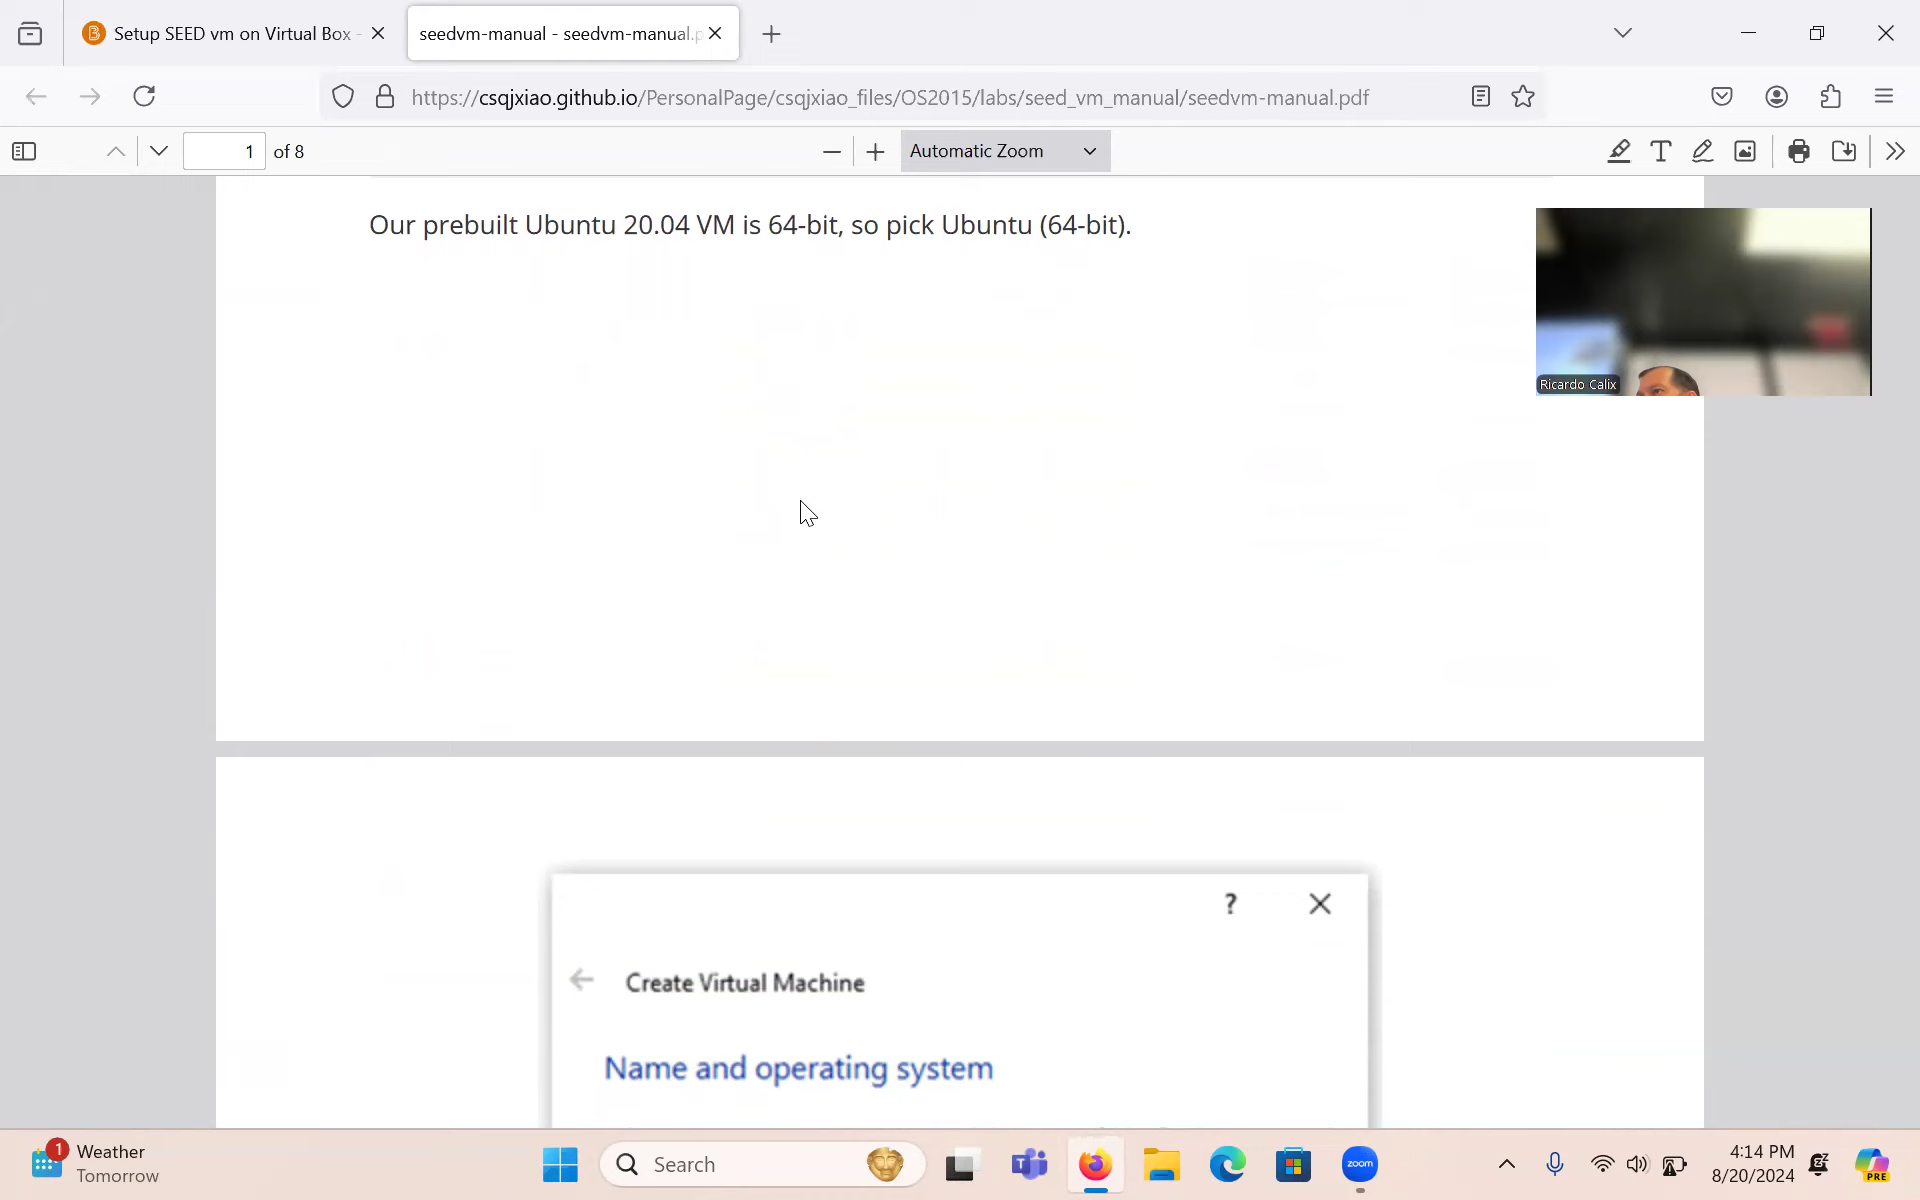 Setup SEED vm on Virtual Box -
seedvm-manual - seedvm-manual.p
https://csqjxiao.github.io/PersonalPage/csqjxiao_files/OS2015/labs/seed_vm_manual/seedvm-manual.pdf
1 of 8
Automatic Zoom
Our prebuilt Ubuntu 20.04 VM is 64-bit, so pick Ubuntu (64-bit).
Ricardo Calix
?
Create Virtual Machine
Name and operating system
1
Weather
Tomorrow
Search
zoom
4:14 PM
8/20/2024
PRE